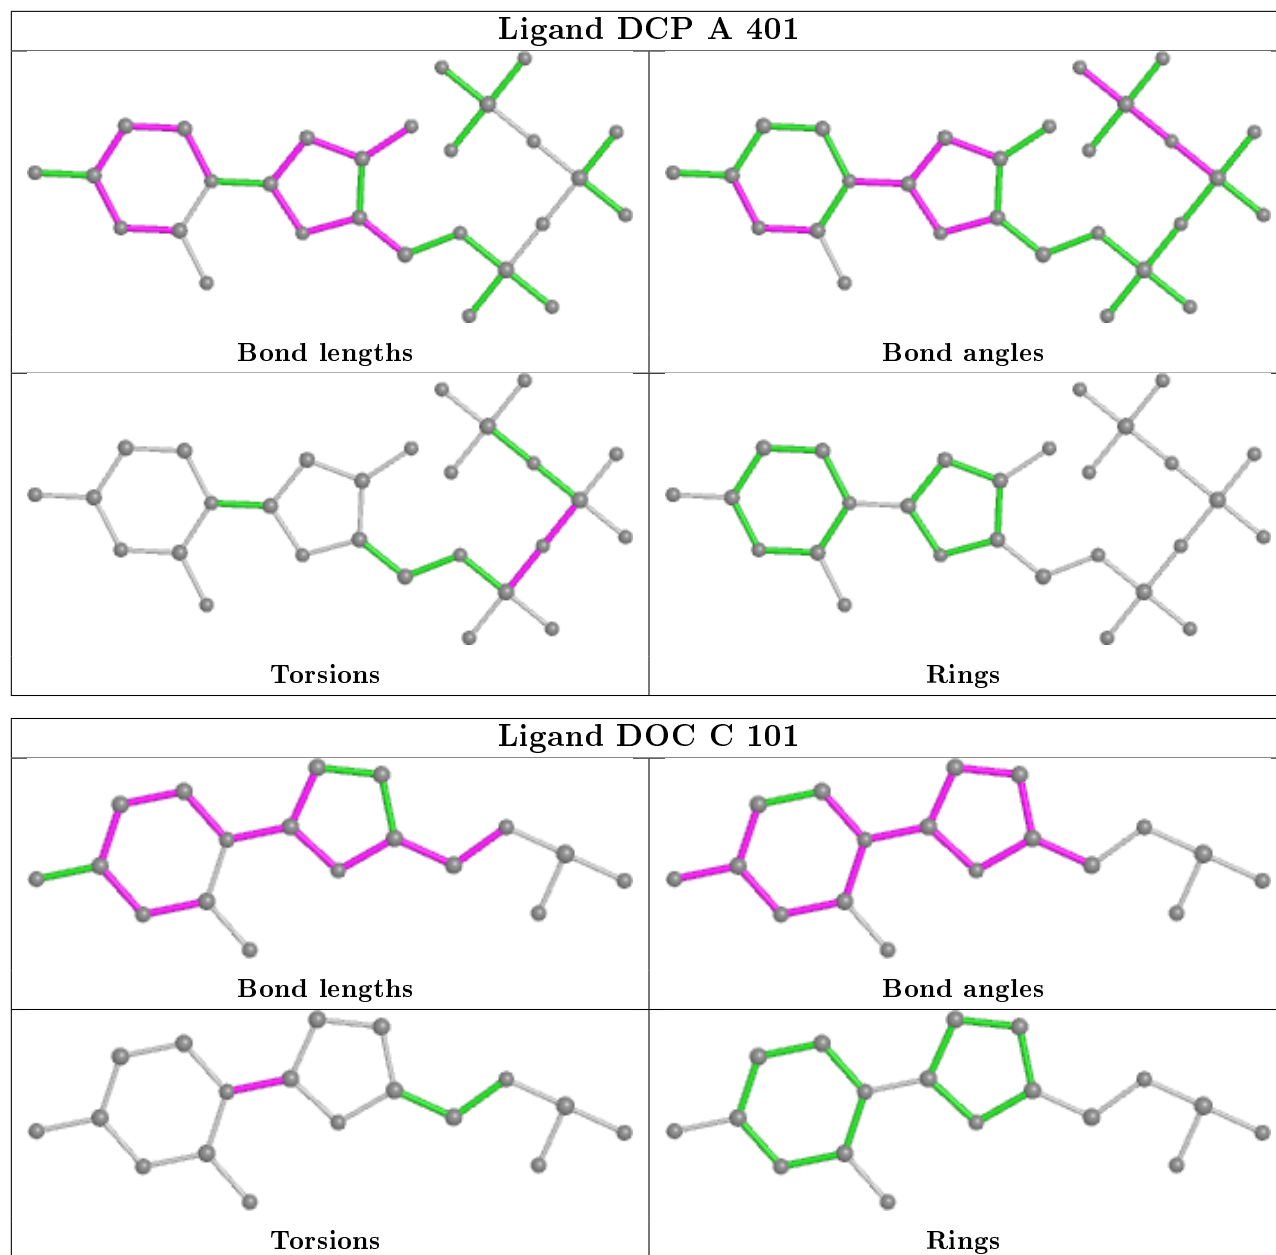 Ligand DCP A 401
Bond lengths
Bond angles
Torsions
Rings
Ligand DOC C 101
Bond lengths
Bond angles
Torsions
Rings